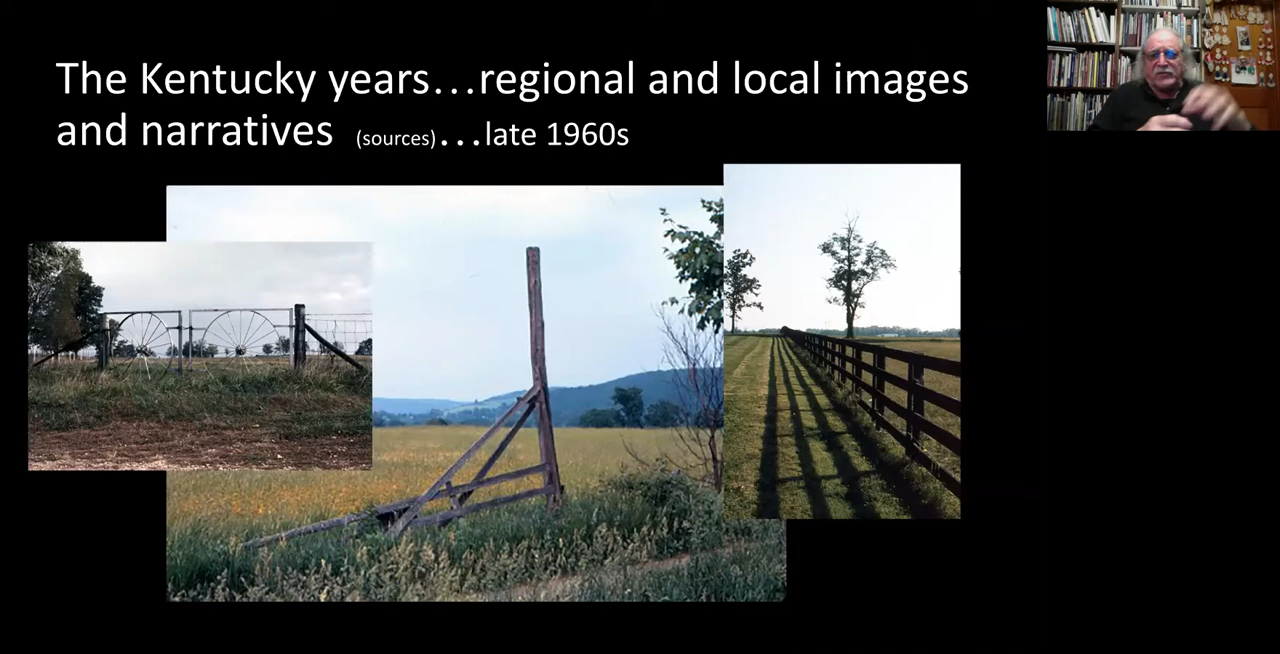 The Kentucky years...regional and local images
and narratives (sources)...late 1960s